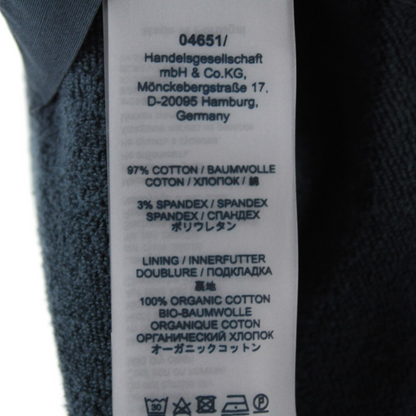 04651/
Handelsgesellschaft
mbH & Co.KG,
Mönckebergstraße 17,
D-20095 Hamburg,
Germany
97% COTTON / BAUMWOLLE
COTON / ХЛОПОК / 綿
3% SPANDEX / SPANDEX
SPANDEX / СПАНДЕХ
ポリウレタン
LINING / INNERFUTTER
DOUBLURE / ПОДКЛАДКА
裏地
100% ORGANIC COTTON
BIO-BAUMWOLLE
ORGANIQUE COTON
ОРГАНИЧЕСКИЙ ХЛОПОК
オーガニックコットン
30